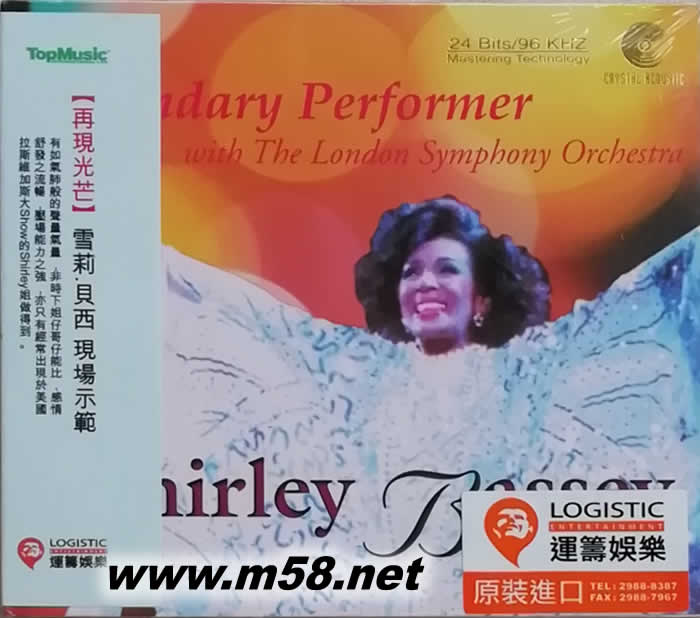 TopMusic
【再現光芒】雪莉·貝西 現場示範
有如氣肺般的聲量氣量，非時下姐仔哥仔能比，感情
舒發之流暢，壓場能力之強，亦只有經常出現於美國
拉斯維加斯大Show的Shirley姐做得到。
LOGISTIC
ENTERTAINMENT
運籌娛樂
24 Bits/96 KHZ
Mastering Technology
CRYSTAL ACOUSTIC
ndary Performer
with The London Symphony Orchestra
hirley Bassey
LOGISTIC
ENTERTAINMENT
運籌娛樂
原裝進口
TEL: 2988-8387
FAX: 2988-7967
www.m58.net